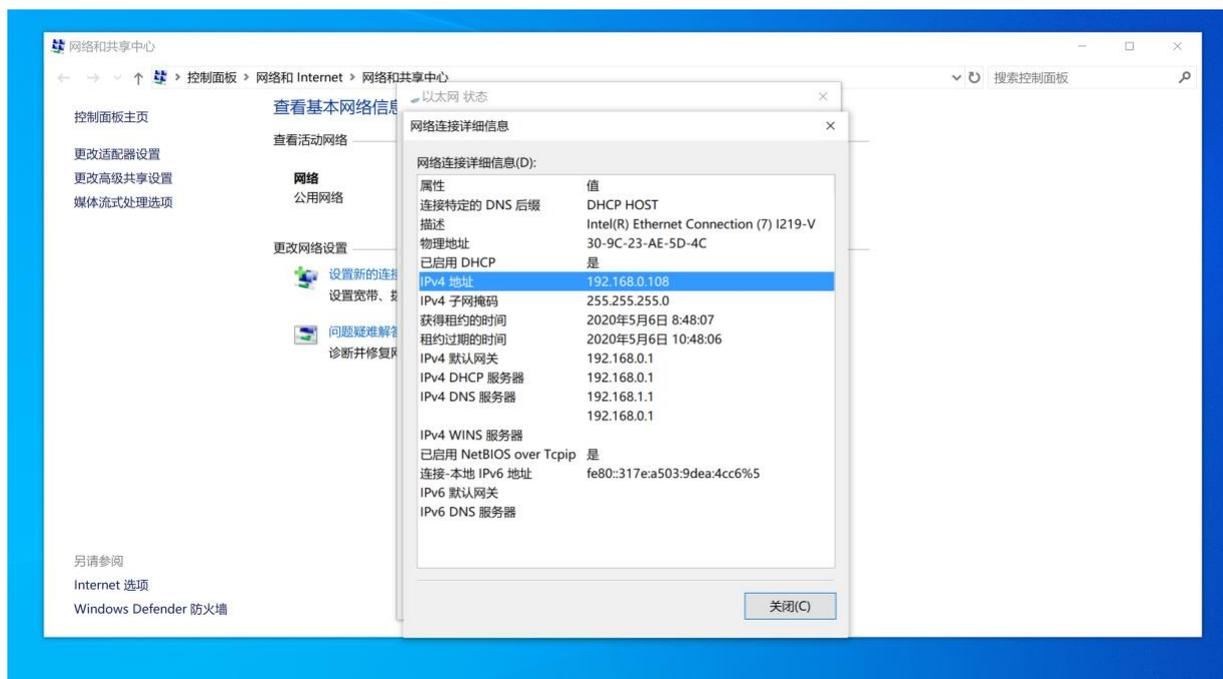 网络和共享中心
控制面板 网络和 Internet 网络和共享中心
搜索控制面板
控制面板主页
更改适配器设置
更改高级共享设置
媒体流式处理选项
查看基本网络信息
查看活动网络
网络
公用网络
更改网络设置
设置新的连接
设置宽带、
问题疑难解答
诊断并修复
以太网 状态
网络连接详细信息
网络连接详细信息(D):
属性 值
连接特定的 DNS 后缀 DHCP HOST
描述 Intel(R) Ethernet Connection (7) I219-V
物理地址 30-9C-23-AE-5D-4C
已启用 DHCP 是
IPv4 地址 192.168.0.108
IPv4 子网掩码 255.255.255.0
获得租约的时间 2020年5月6日 8:48:07
租约过期的时间 2020年5月6日 10:48:06
IPv4 默认网关 192.168.0.1
IPv4 DHCP 服务器 192.168.0.1
IPv4 DNS 服务器 192.168.1.1
192.168.0.1
IPv4 WINS 服务器
已启用 NetBIOS over Tcpip 是
连接-本地 IPv6 地址 fe80::317e:a503:9dea:4cc6%5
IPv6 默认网关
IPv6 DNS 服务器
关闭(C)
另请参阅
Internet 选项
Windows Defender 防火墙